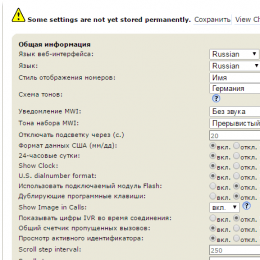 Some settings are not yet stored permanently. Сохранить View Ch
Общая информация
Язык веб-интерфейса: Russian
Язык: Russian
Стиль отображения номеров: Имя
Схема тонов: Германия
Уведомление MWI: Без звука
Тона набора MWI: Прерывистый
Отключать подсветку через (с.) 20
Формат данных США (мм/дд): вкл. откл.
24-часовые сутки: вкл. откл.
Show Clock: вкл. откл.
U.S. dialnumber format: вкл. откл.
Использовать подключаемый модуль Flash: вкл. откл.
Дублирующие программные клавиши: вкл. откл.
Show Image in Calls: вкл.
Показывать цифры IVR во время соединения: вкл. откл.
Общий счетчик пропущенных вызовов: вкл. откл.
Просмотр активного идентификатора: вкл. откл.
Scroll step interval: 250